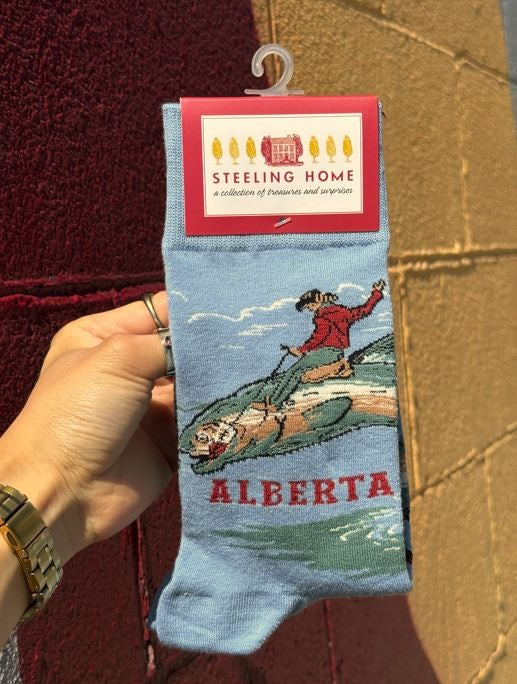 STEELING HOME
a collection of treasures and surprises
ALBERTA